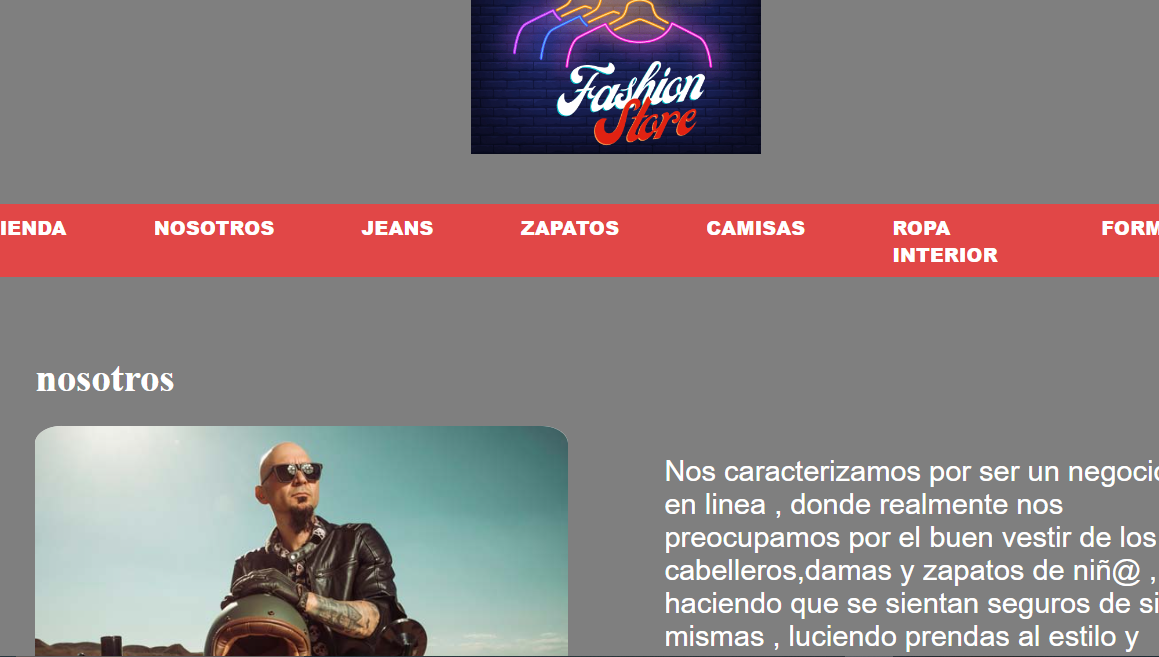 Fashion
Store
IENDA NOSOTROS JEANS ZAPATOS CAMISAS ROPA INTERIOR FORM
nosotros
Nos caracterizamos por ser un negocio
en linea , donde realmente nos
preocupamos por el buen vestir de los
cabelleros,damas y zapatos de niñ@ ,
haciendo que se sientan seguros de si
mismas , luciendo prendas al estilo y